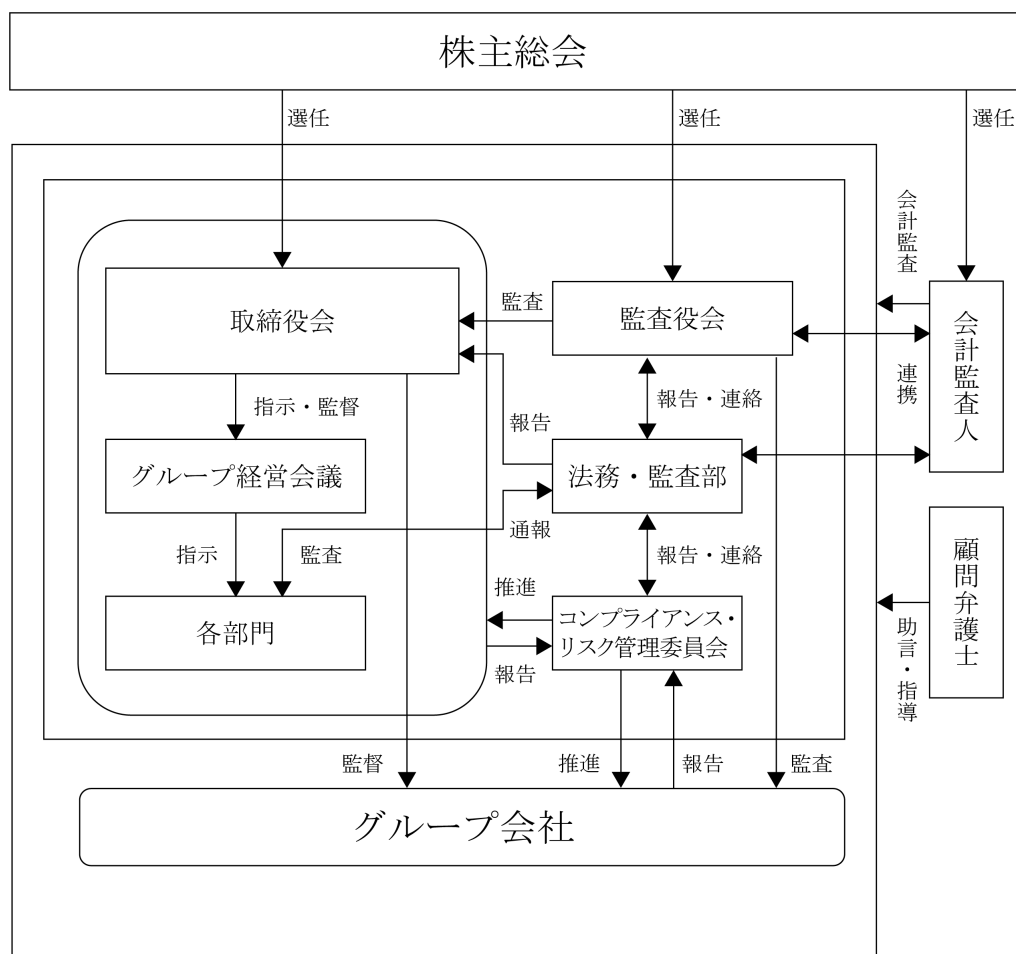 株主総会
選任
選任
選任
会計監査
取締役会
監査
監査役会
会計監査人
連携
指示・監督
報告
報告・連絡
グループ経営会議
法務・監査部
指示
監査
通報
報告・連絡
顧問弁護士
推進
各部門
コンプライアンス・
リスク管理委員会
報告
助言・指導
監督
推進
報告
監査
グループ会社